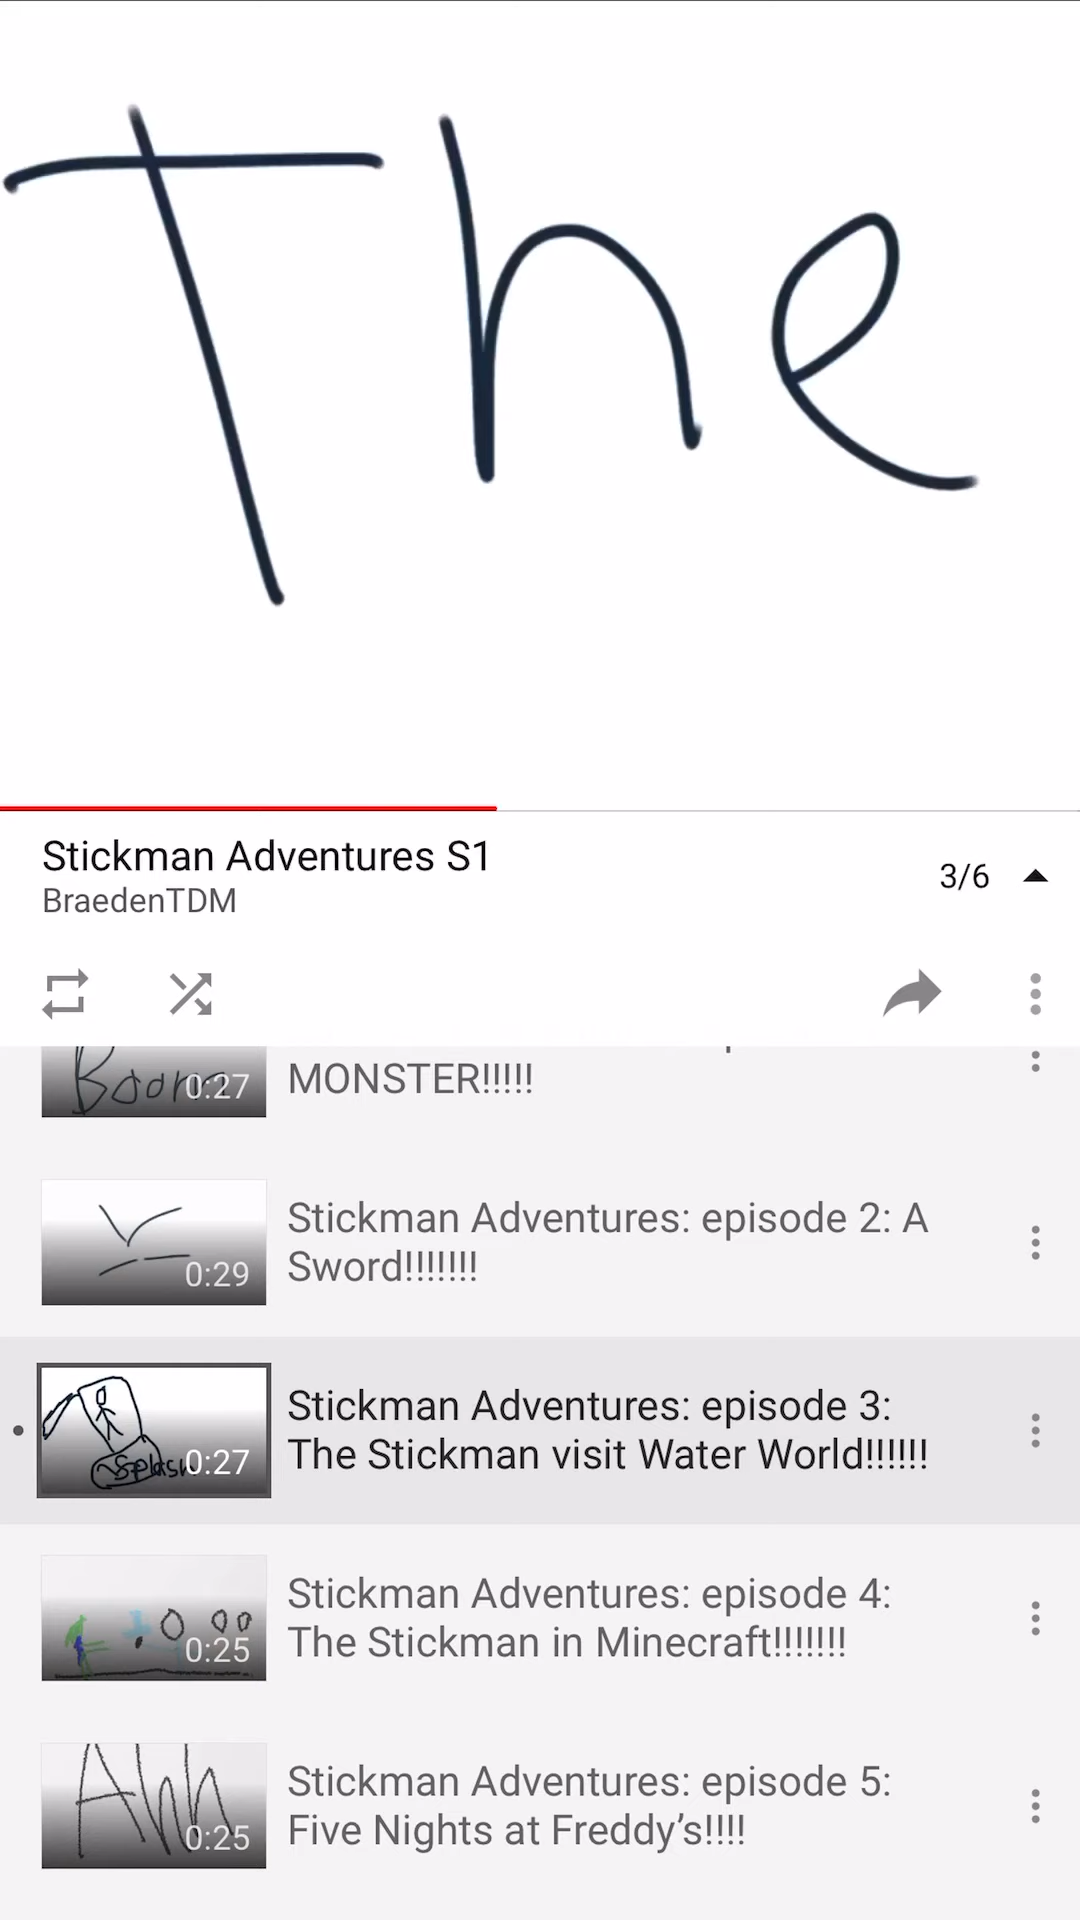 The
Stickman Adventures S1
BraedenTDM
3/6
Boom
0:27
MONSTER!!!!!
Stickman Adventures: episode 2: A
Sword!!!!!!!
0:29
Stickman Adventures: episode 3:
The Stickman visit Water World!!!!!!
Splash
0:27
Stickman Adventures: episode 4:
The Stickman in Minecraft!!!!!!!
0:25
Ahh
Stickman Adventures: episode 5:
Five Nights at Freddy’s!!!!
0:25